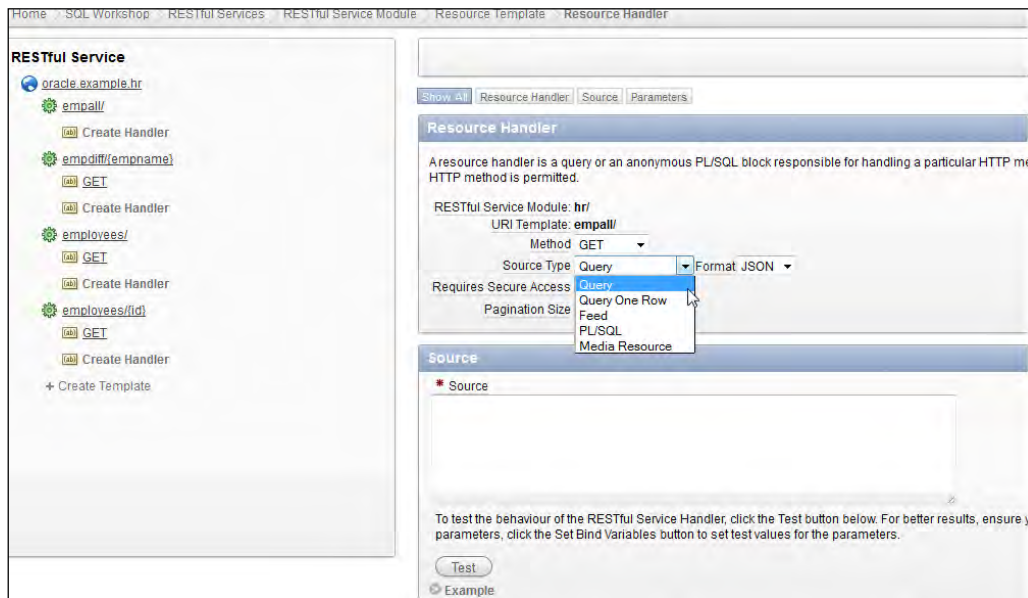 Home SQL Workshop RESTful Services RESTful Service Module Resource Template Resource Handler
RESTful Service
oracle.example.hr
empall/
Create Handler
empdiff/{empname}
GET
Create Handler
employees/
GET
Create Handler
employees/{id}
GET
Create Handler
+ Create Template
Show All Resource Handler Source Parameters
Resource Handler
A resource handler is a query or an anonymous PL/SQL block responsible for handling a particular HTTP me
HTTP method is permitted.
RESTful Service Module: hr/
URI Template: empall/
Method GET
Source Type Query Format JSON
Requires Secure Access Query
Query One Row
Pagination Size Feed
PL/SQL
Media Resource
Source
* Source
To test the behaviour of the RESTful Service Handler, click the Test button below. For better results, ensure y
parameters, click the Set Bind Variables button to set test values for the parameters.
Test
Example